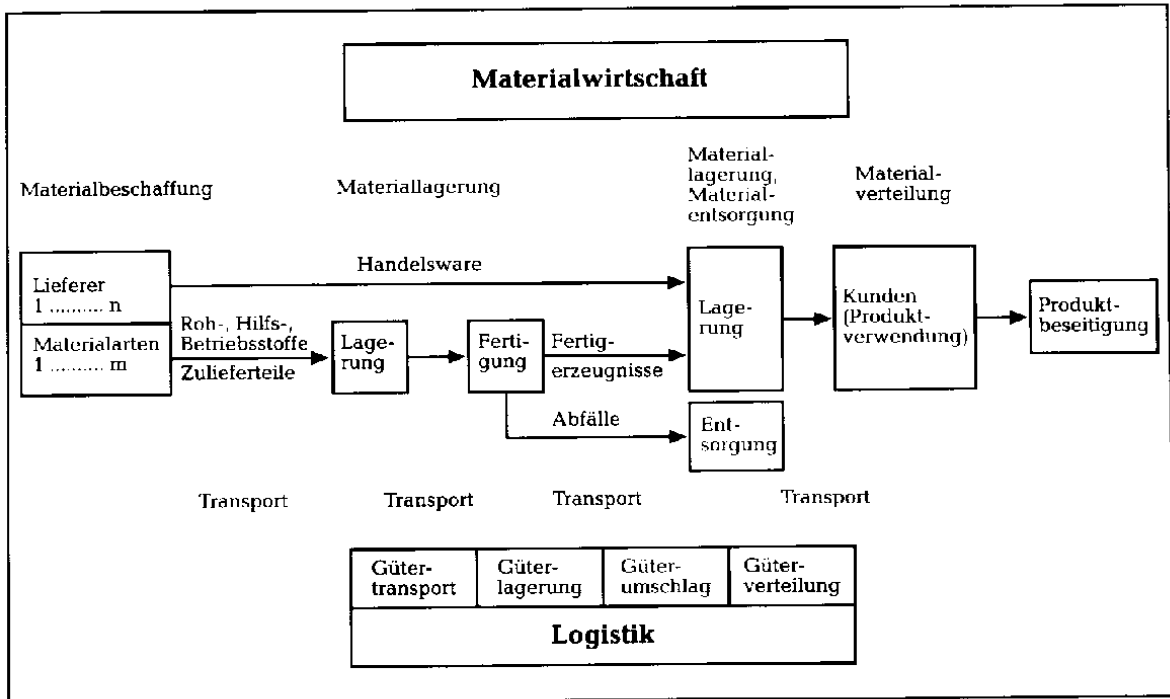 Materialwirtschaft
Materialbeschaffung
Materiallagerung
Material-
lagerung,
Material-
entsorgung
Material-
verteilung
Lieferer
1 .......... n
Materialarten
1 .......... m
Handelsware
Roh-, Hilfs-,
Betriebsstoffe
Zulieferteile
Lage-
rung
Ferti-
gung
Fertig-
erzeugnisse
Abfälle
Lage-
rung
Ent-
sorgung
Kunden
(Produkt-
verwendung)
Produkt-
beseitigung
Transport
Transport
Transport
Transport
Güter-
transport
Güter-
lagerung
Güter-
umschlag
Güter-
verteilung
Logistik